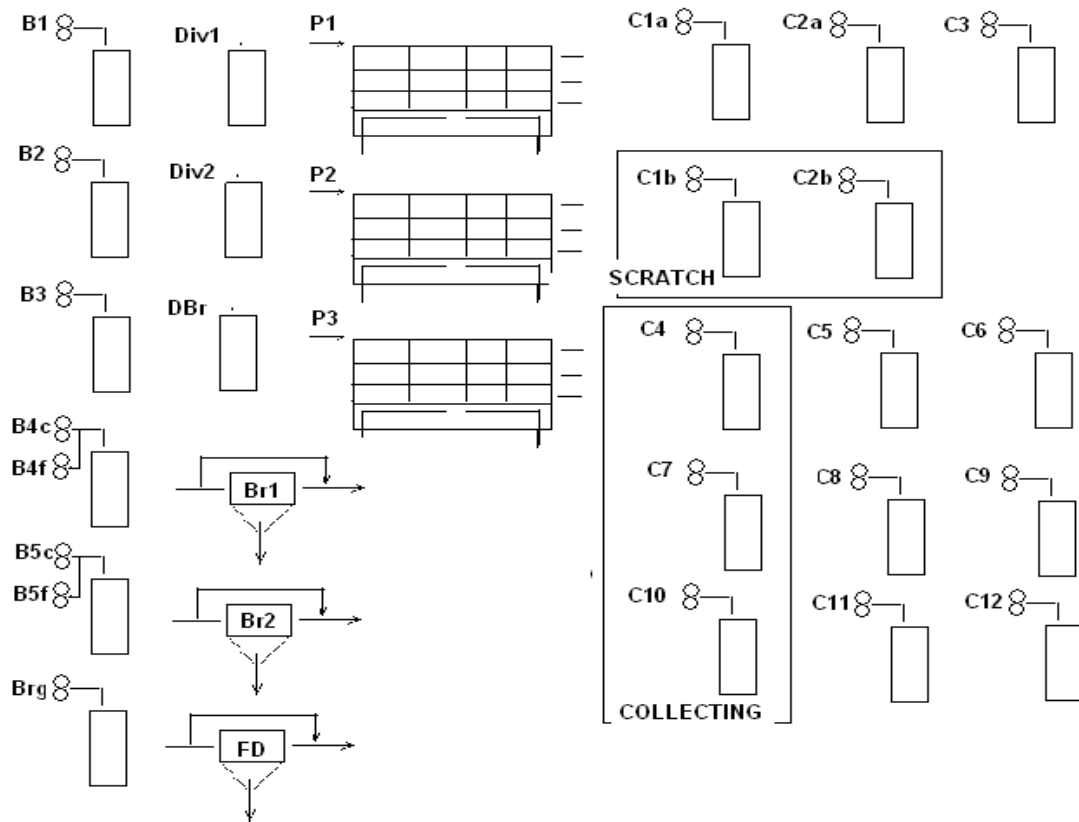 B1
Div1
P1
C1a
C2a
C3
B2
Div2
P2
C1b
C2b
SCRATCH
B3
DBr
P3
C4
C5
C6
B4c
B4f
Br1
C7
C8
C9
B5c
B5f
Br2
C10
C11
C12
COLLECTING
Brg
FD